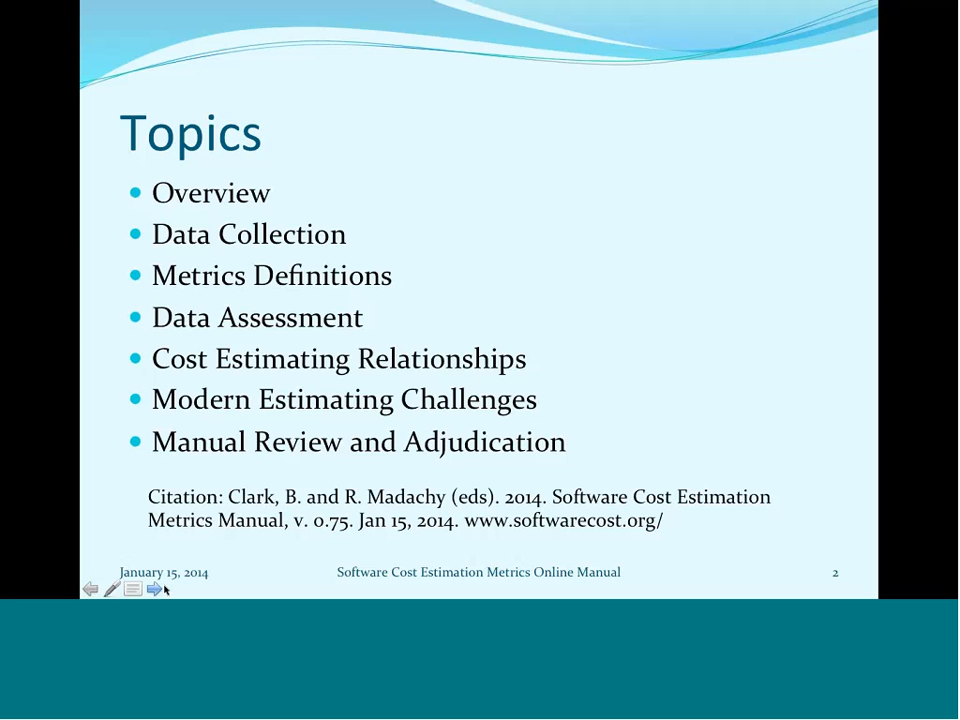 Topics
Overview
Data Collection
Metrics Definitions
Data Assessment
Cost Estimating Relationships
Modern Estimating Challenges
Manual Review and Adjudication
Citation: Clark, B. and R. Madachy (eds). 2014. Software Cost Estimation
Metrics Manual, v. 0.75. Jan 15, 2014. www.softwarecost.org/
January 15, 2014 Software Cost Estimation Metrics Online Manual 2